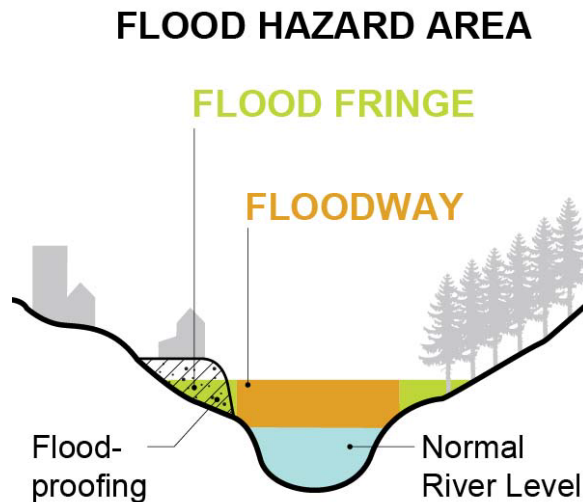 FLOOD HAZARD AREA
FLOOD FRINGE
FLOODWAY
Flood-
proofing
Normal
River Level